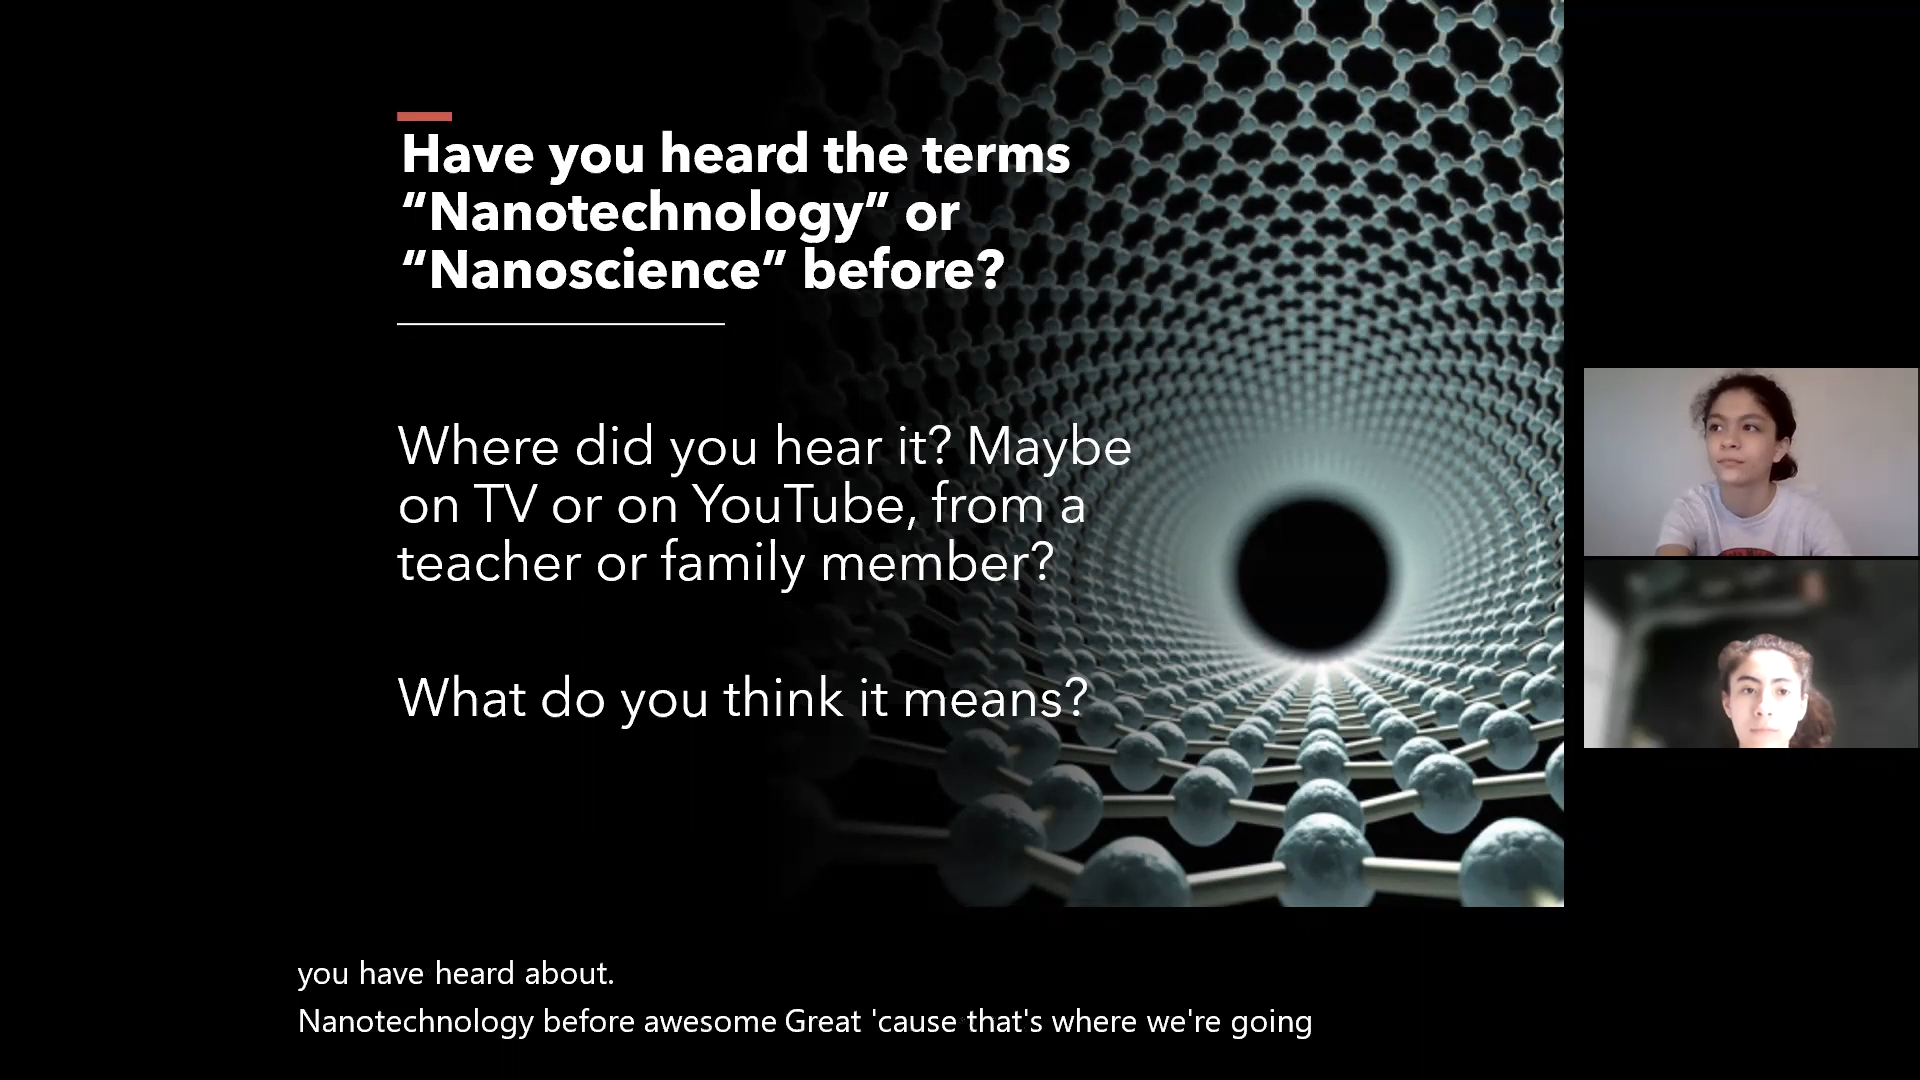 Have you heard the terms
“Nanotechnology” or
“Nanoscience” before?
Where did you hear it? Maybe
on TV or on YouTube, from a
teacher or family member?
What do you think it means?
you have heard about.
Nanotechnology before awesome Great 'cause that's where we're going